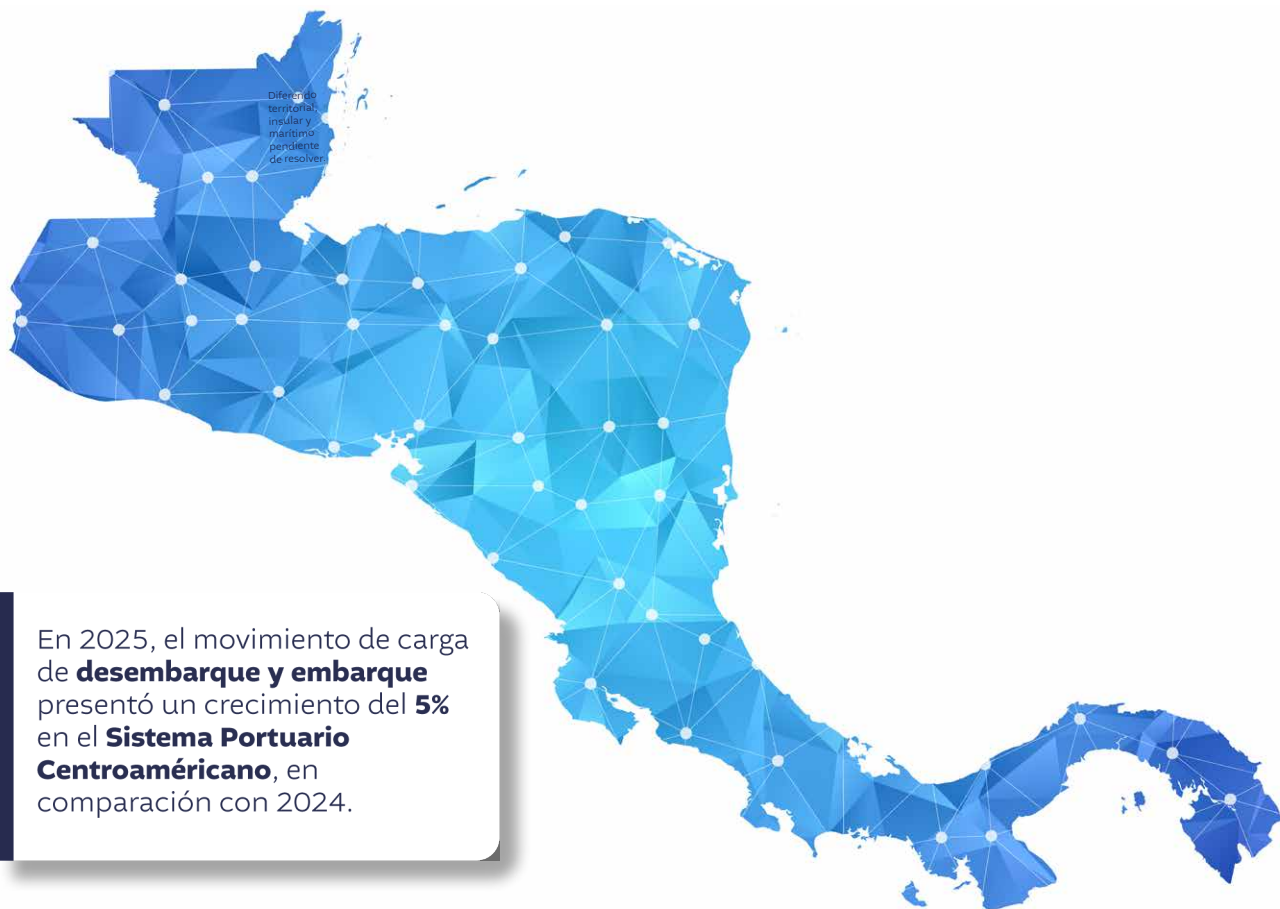 Diferendo
territorial,
insular y
marítimo
pendiente
de resolver.
En 2025, el movimiento de carga
de desembarque y embarque
presentó un crecimiento del 5%
en el Sistema Portuario
Centroaméricano, en
comparación con 2024.